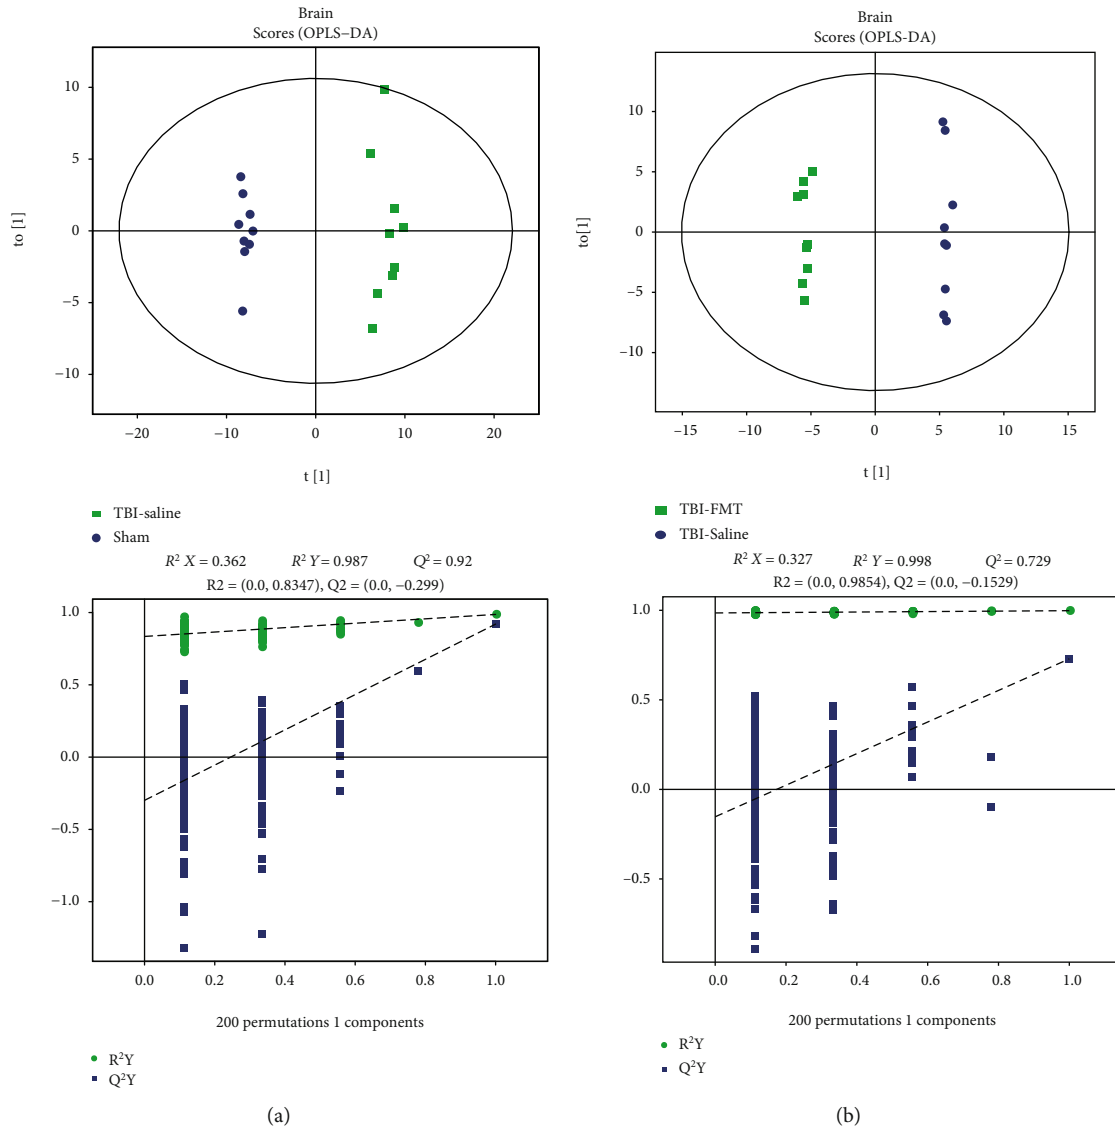 Brain
Scores (OPLS−DA)
10
5
0
−5
−10
to [1]
−20
−10
0
10
20
t [1]
TBI-saline
Sham
R² X = 0.362 R² Y = 0.987 Q² = 0.92
R2 = (0.0, 0.8347), Q2 = (0.0, −0.299)
1.0
0.5
0.0
−0.5
−1.0
0.0
0.2
0.4
0.6
0.8
1.0
200 permutations 1 components
R²Y
Q²Y
(a)
Brain
Scores (OPLS-DA)
10
5
0
−5
−10
to[1]
−15
−10
−5
0
5
10
15
t [1]
TBI-FMT
TBI-Saline
R² X = 0.327 R² Y = 0.998 Q² = 0.729
R2 = (0.0, 0.9854), Q2 = (0.0, −0.1529)
1.0
0.5
0.0
−0.5
0.0
0.2
0.4
0.6
0.8
1.0
200 permutations 1 components
R²Y
Q²Y
(b)